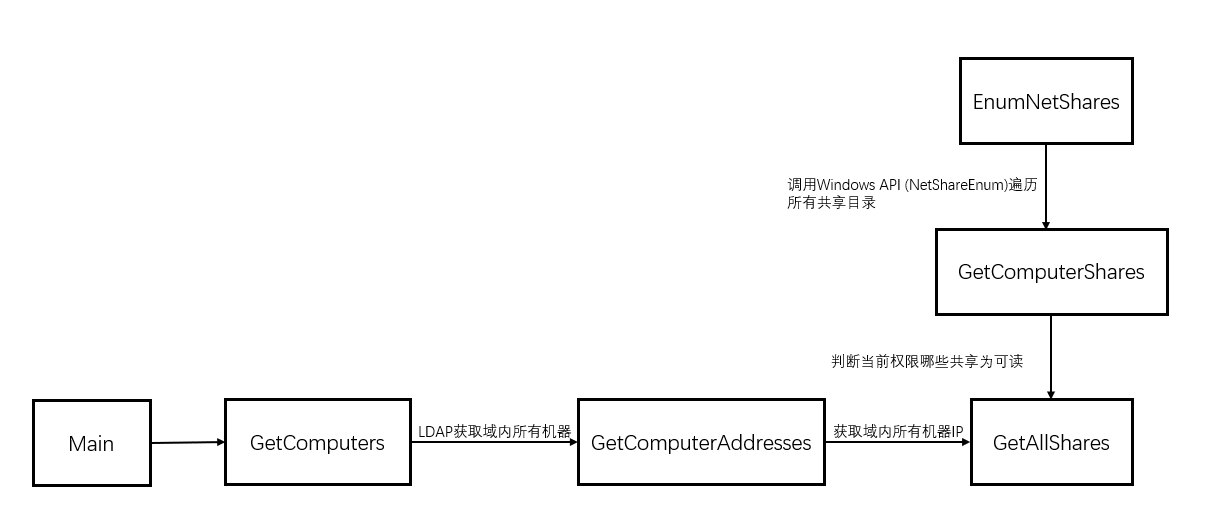 EnumNetShares
调用Windows API (NetShareEnum)遍历
所有共享目录
GetComputerShares
判断当前权限哪些共享为可读
Main
GetComputers
LDAP获取域内所有机器
GetComputerAddresses
获取域内所有机器IP
GetAllShares